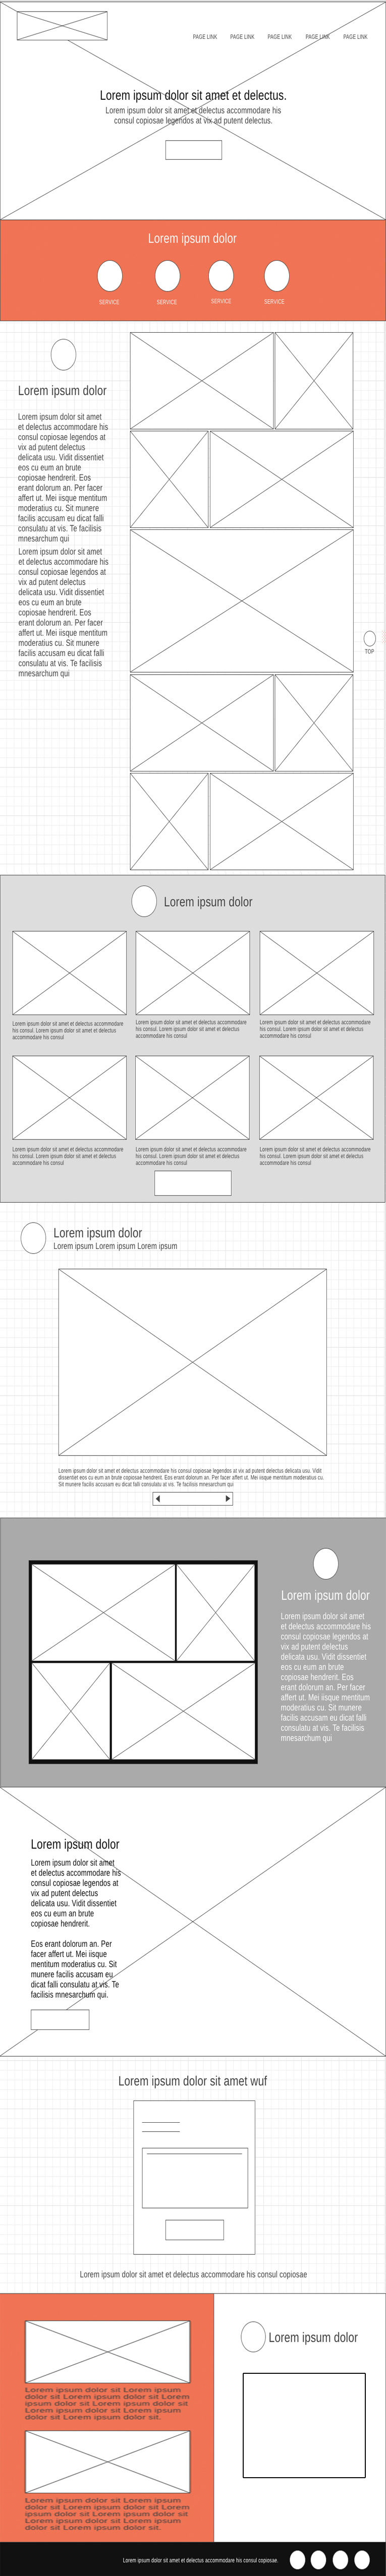 PAGE LINK PAGE LINK PAGE LINK PAGE LINK PAGE LINK
Lorem ipsum dolor sit amet et delectus.
Lorem ipsum dolor sit amet et delectus accommodare his
consul copiosae legendos at vix ad putent delectus.
Lorem ipsum dolor
SERVICE SERVICE SERVICE SERVICE
Lorem ipsum dolor
Lorem ipsum dolor sit amet
et delectus accommodare his
consul copiosae legendos at
vix ad putent delectus
delicata usu. Vidit dissentiet
eos cu eum an brute
copiosae hendrerit. Eos
erant dolorum an. Per facer
affert ut. Mei iisque mentitum
moderatius cu. Sit munere
facilis accusam eu dicat falli
consulatu at vis. Te facilisis
mnesarchum qui
Lorem ipsum dolor sit amet
et delectus accommodare his
consul copiosae legendos at
vix ad putent delectus
delicata usu. Vidit dissentiet
eos cu eum an brute
copiosae hendrerit. Eos
erant dolorum an. Per facer
affert ut. Mei iisque mentitum
moderatius cu. Sit munere
facilis accusam eu dicat falli
consulatu at vis. Te facilisis
mnesarchum qui
TOP
Lorem ipsum dolor
Lorem ipsum dolor sit amet et delectus accommodare
his consul. Lorem ipsum dolor sit amet et delectus
accommodare his consul
Lorem ipsum dolor sit amet et delectus accommodare
his consul. Lorem ipsum dolor sit amet et delectus
accommodare his consul
Lorem ipsum dolor sit amet et delectus accommodare
his consul. Lorem ipsum dolor sit amet et delectus
accommodare his consul
Lorem ipsum dolor sit amet et delectus accommodare
his consul. Lorem ipsum dolor sit amet et delectus
accommodare his consul
Lorem ipsum dolor sit amet et delectus accommodare
his consul. Lorem ipsum dolor sit amet et delectus
accommodare his consul
Lorem ipsum dolor sit amet et delectus accommodare
his consul. Lorem ipsum dolor sit amet et delectus
accommodare his consul
Lorem ipsum dolor
Lorem ipsum Lorem ipsum Lorem ipsum
Lorem ipsum dolor sit amet et delectus accommodare his consul copiosae legendos at vix ad putent delectus delicata usu. Vidit
dissentiet eos cu eum an brute copiosae hendrerit. Eos erant dolorum an. Per facer affert ut. Mei iisque mentitum moderatius cu.
Sit munere facilis accusam eu dicat falli consulatu at vis. Te facilisis mnesarchum qui
Lorem ipsum dolor
Lorem ipsum dolor sit amet
et delectus accommodare his
consul copiosae legendos at
vix ad putent delectus
delicata usu. Vidit dissentiet
eos cu eum an brute
copiosae hendrerit. Eos
erant dolorum an. Per facer
affert ut. Mei iisque mentitum
moderatius cu. Sit munere
facilis accusam eu dicat falli
consulatu at vis. Te facilisis
mnesarchum qui
Lorem ipsum dolor
Lorem ipsum dolor sit amet
et delectus accommodare his
consul copiosae legendos at
vix ad putent delectus
delicata usu. Vidit dissentiet
eos cu eum an brute
copiosae hendrerit.
Eos erant dolorum an. Per
facer affert ut. Mei iisque
mentitum moderatius cu. Sit
munere facilis accusam eu
dicat falli consulatu at vis. Te
facilisis mnesarchum qui.
Lorem ipsum dolor sit amet wuf
Lorem ipsum dolor sit amet et delectus accommodare his consul copiosae
Lorem ipsum dolor sit Lorem ipsum
dolor sit Lorem ipsum dolor sit Lorem
ipsum dolor sit Lorem ipsum dolor sit
Lorem ipsum dolor sit Lorem ipsum
dolor sit Lorem ipsum dolor sit.
Lorem ipsum dolor sit Lorem ipsum
dolor sit Lorem ipsum dolor sit Lorem
ipsum dolor sit Lorem ipsum dolor sit
Lorem ipsum dolor sit Lorem ipsum
dolor sit Lorem ipsum dolor sit.
Lorem ipsum dolor
Lorem ipsum dolor sit amet et delectus accommodare his consul copiosae.